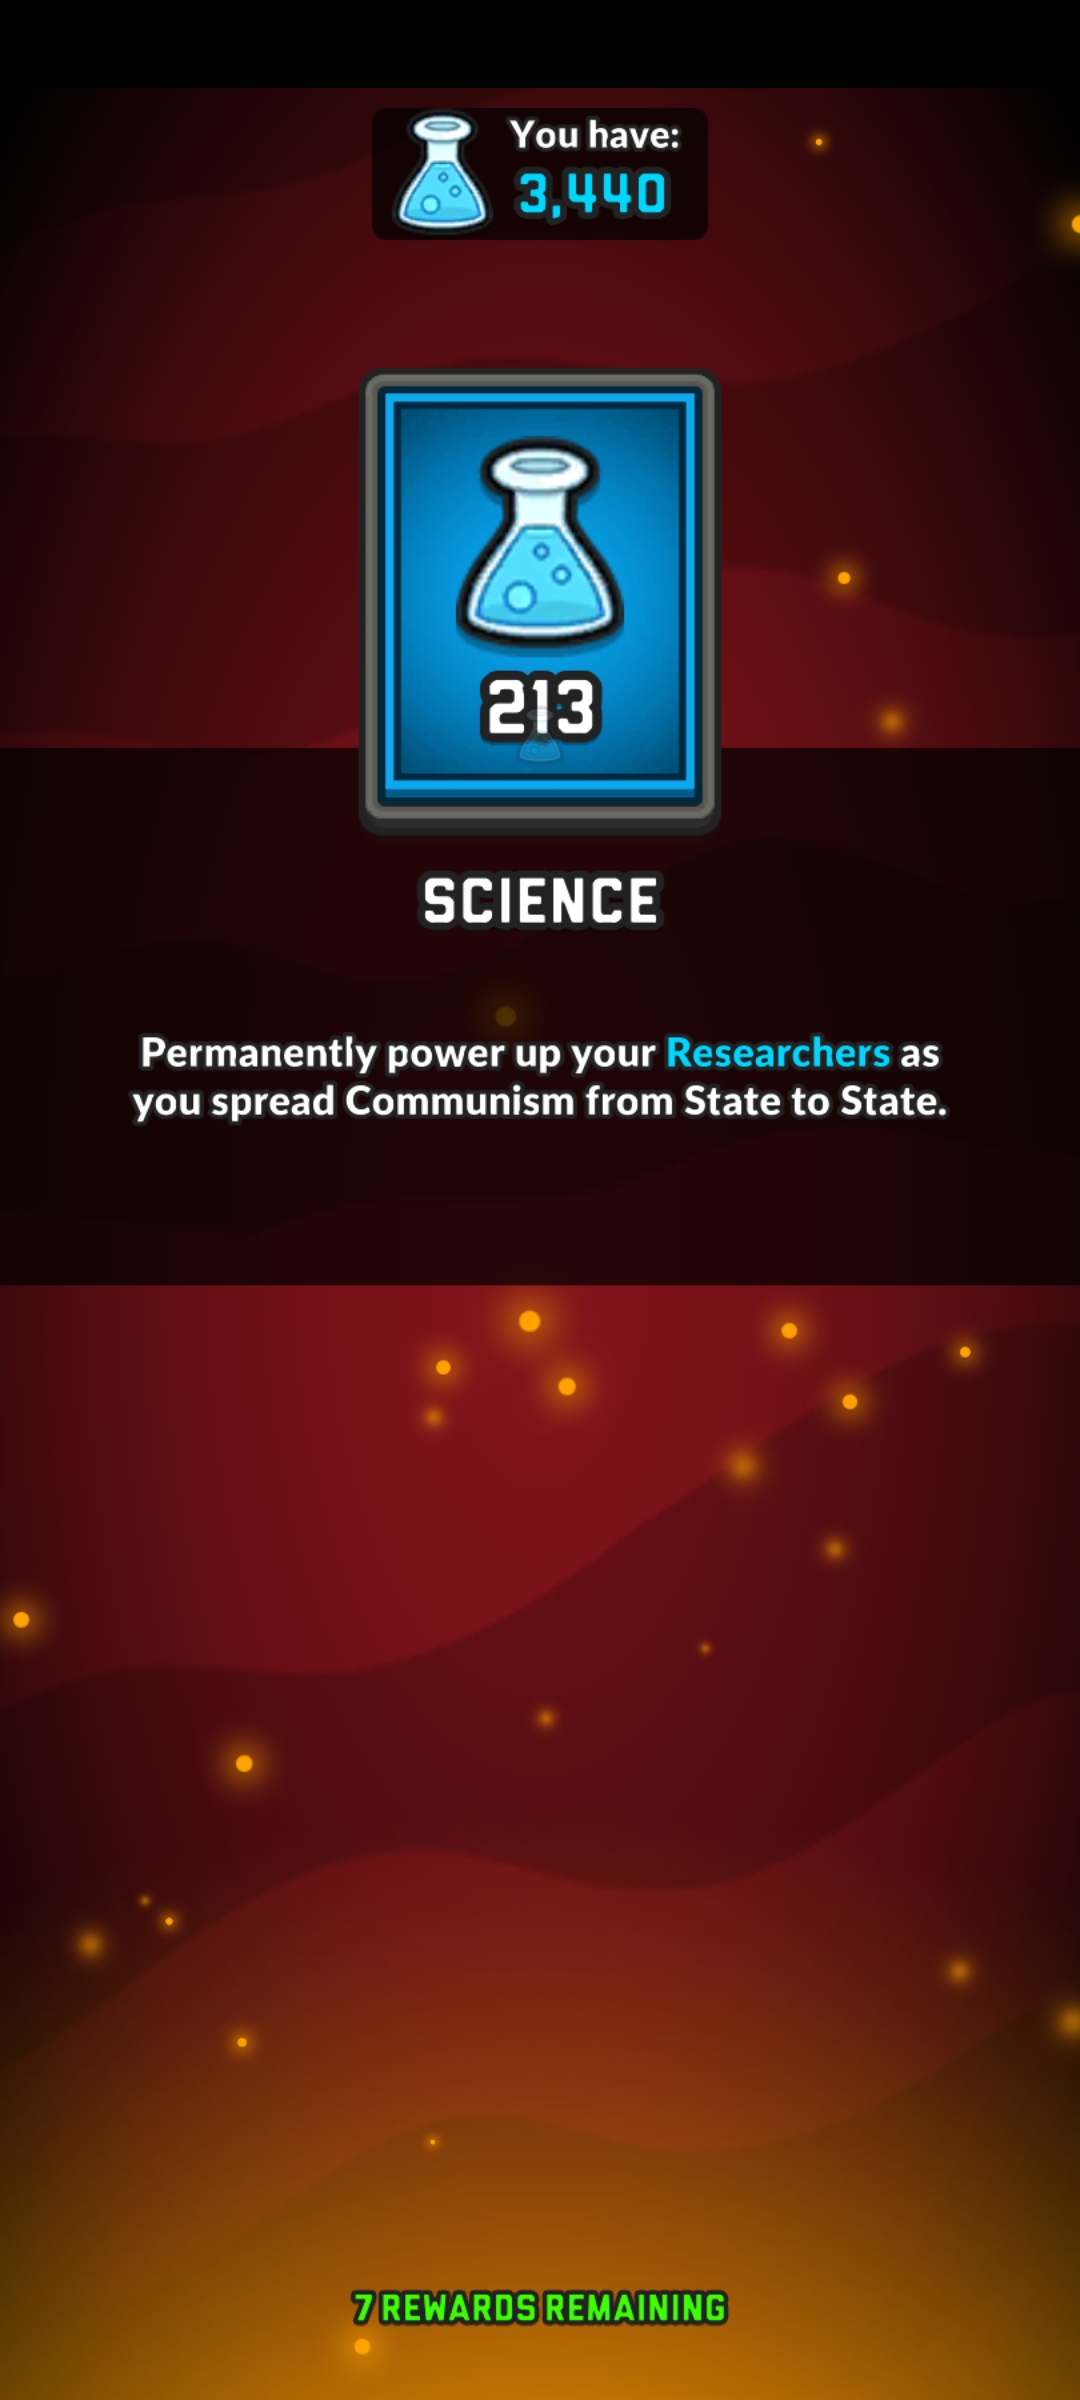 You have:
3,440
213
SCIENCE
Permanently power up your Researchers as
you spread Communism from State to State.
7 REWARDS REMAINING